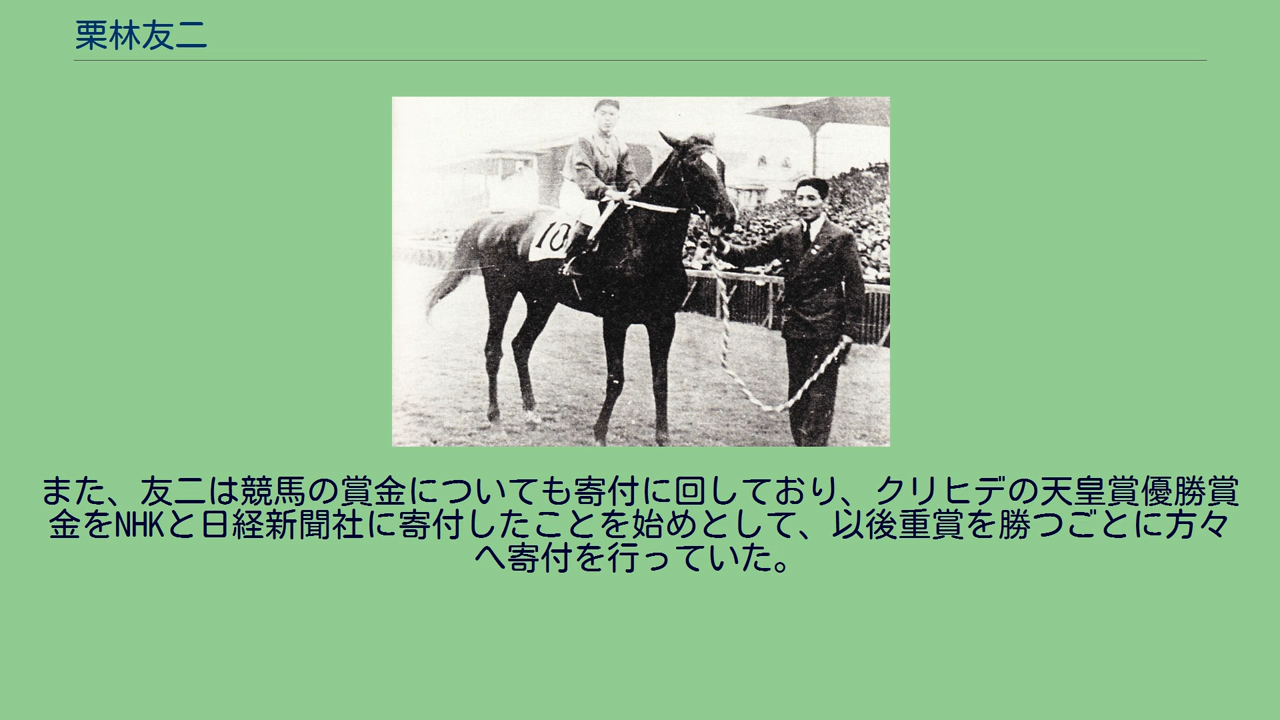 栗林友二
10
また、友二は競馬の賞金についても寄付に回しており、クリヒデの天皇賞優勝賞
金をNHKと日経新聞社に寄付したことを始めとして、以後重賞を勝つごとに方々
へ寄付を行っていた。